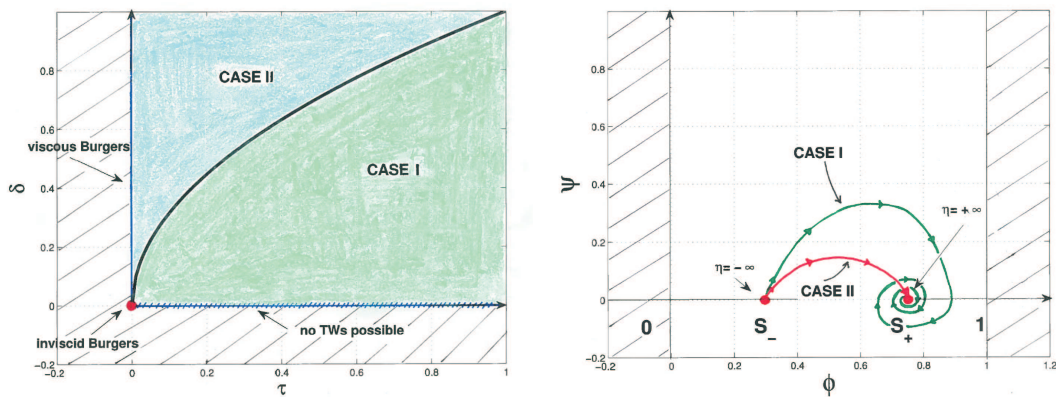 0.8
0.6
0.4
0.2
0
−0.2
δ
−0.2
0
0.2
0.4
0.6
0.8
1
τ
CASE II
CASE I
viscous Burgers
inviscid Burgers
no TWs possible
0.8
0.6
0.4
0.2
0
−0.2
ψ
−0.2
0
0.2
0.4
0.6
0.8
1
1.2
ϕ
CASE I
η = + ∞
η = − ∞
CASE II
0
S−
S+
1